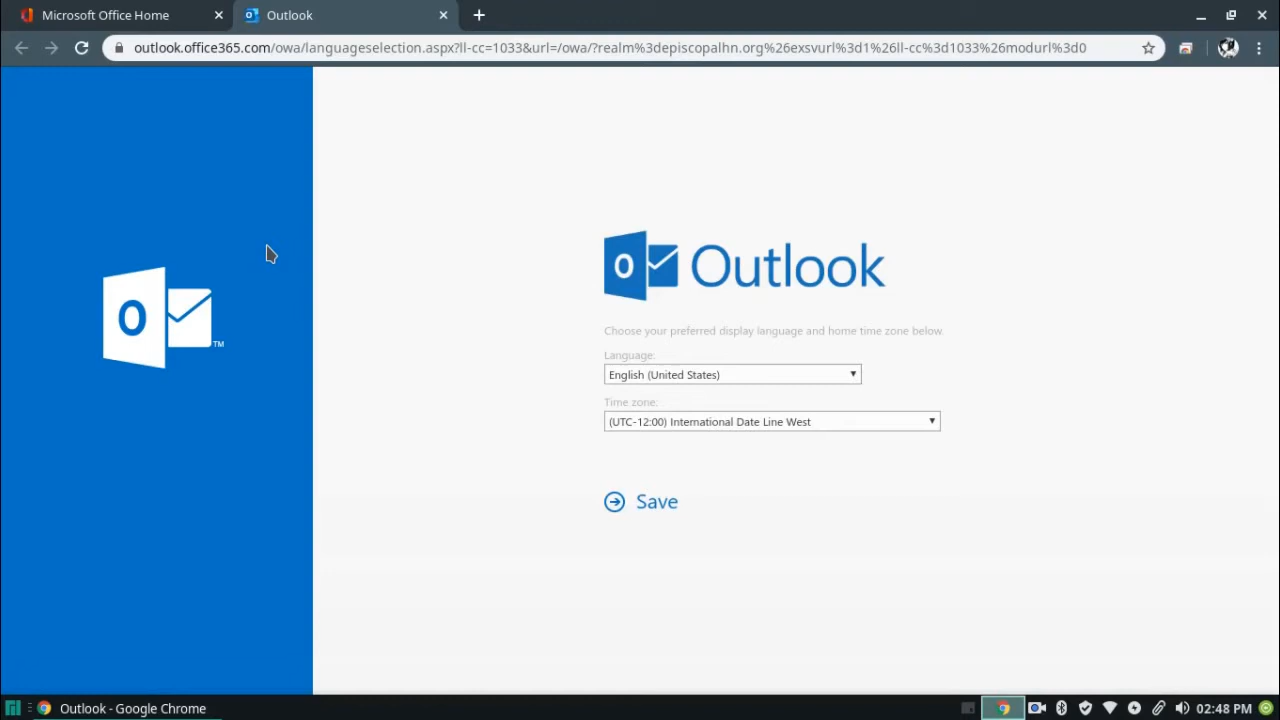 Microsoft Office Home
Outlook
outlook.office365.com/owa/languageselection.aspx?ll-cc=1033&url=/owa/?realm%3depiscopalhn.org%26exsvurl%3d1%26ll-cc%3d1033%26modurl%3d0
O
TM
O
Outlook
Choose your preferred display language and home time zone below.
Language:
English (United States)
Time zone:
(UTC-12:00) International Date Line West
Save
Outlook - Google Chrome
02:48 PM